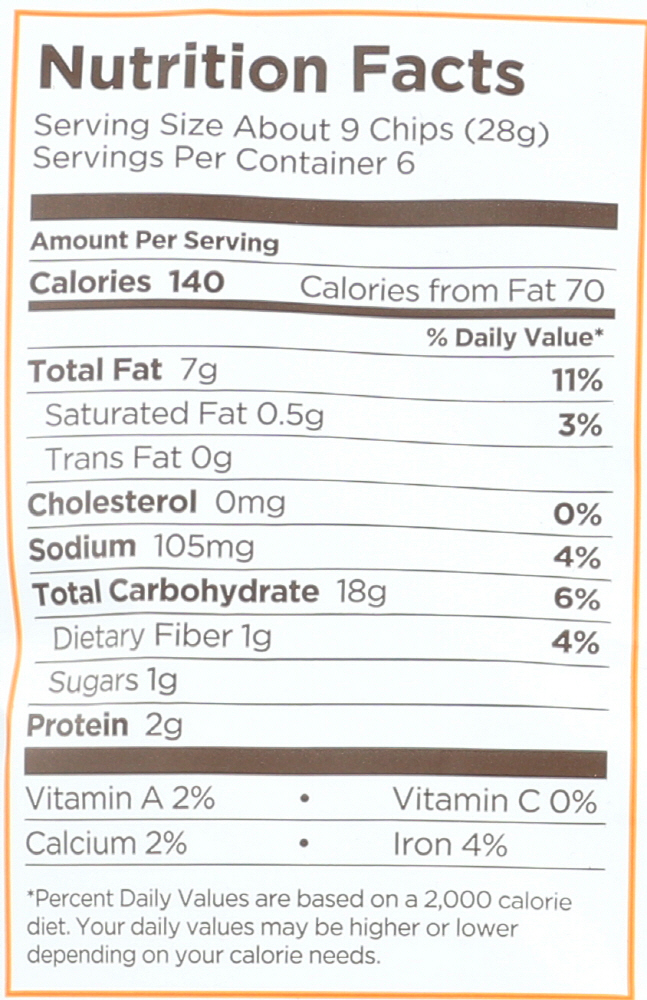 Nutrition Facts
Serving Size About 9 Chips (28g)
Servings Per Container 6
Amount Per Serving
Calories 140 Calories from Fat 70
% Daily Value*
Total Fat 7g 11%
Saturated Fat 0.5g 3%
Trans Fat 0g
Cholesterol 0mg 0%
Sodium 105mg 4%
Total Carbohydrate 18g 6%
Dietary Fiber 1g 4%
Sugars 1g
Protein 2g
Vitamin A 2% • Vitamin C 0%
Calcium 2% • Iron 4%
*Percent Daily Values are based on a 2,000 calorie
diet. Your daily values may be higher or lower
depending on your calorie needs.